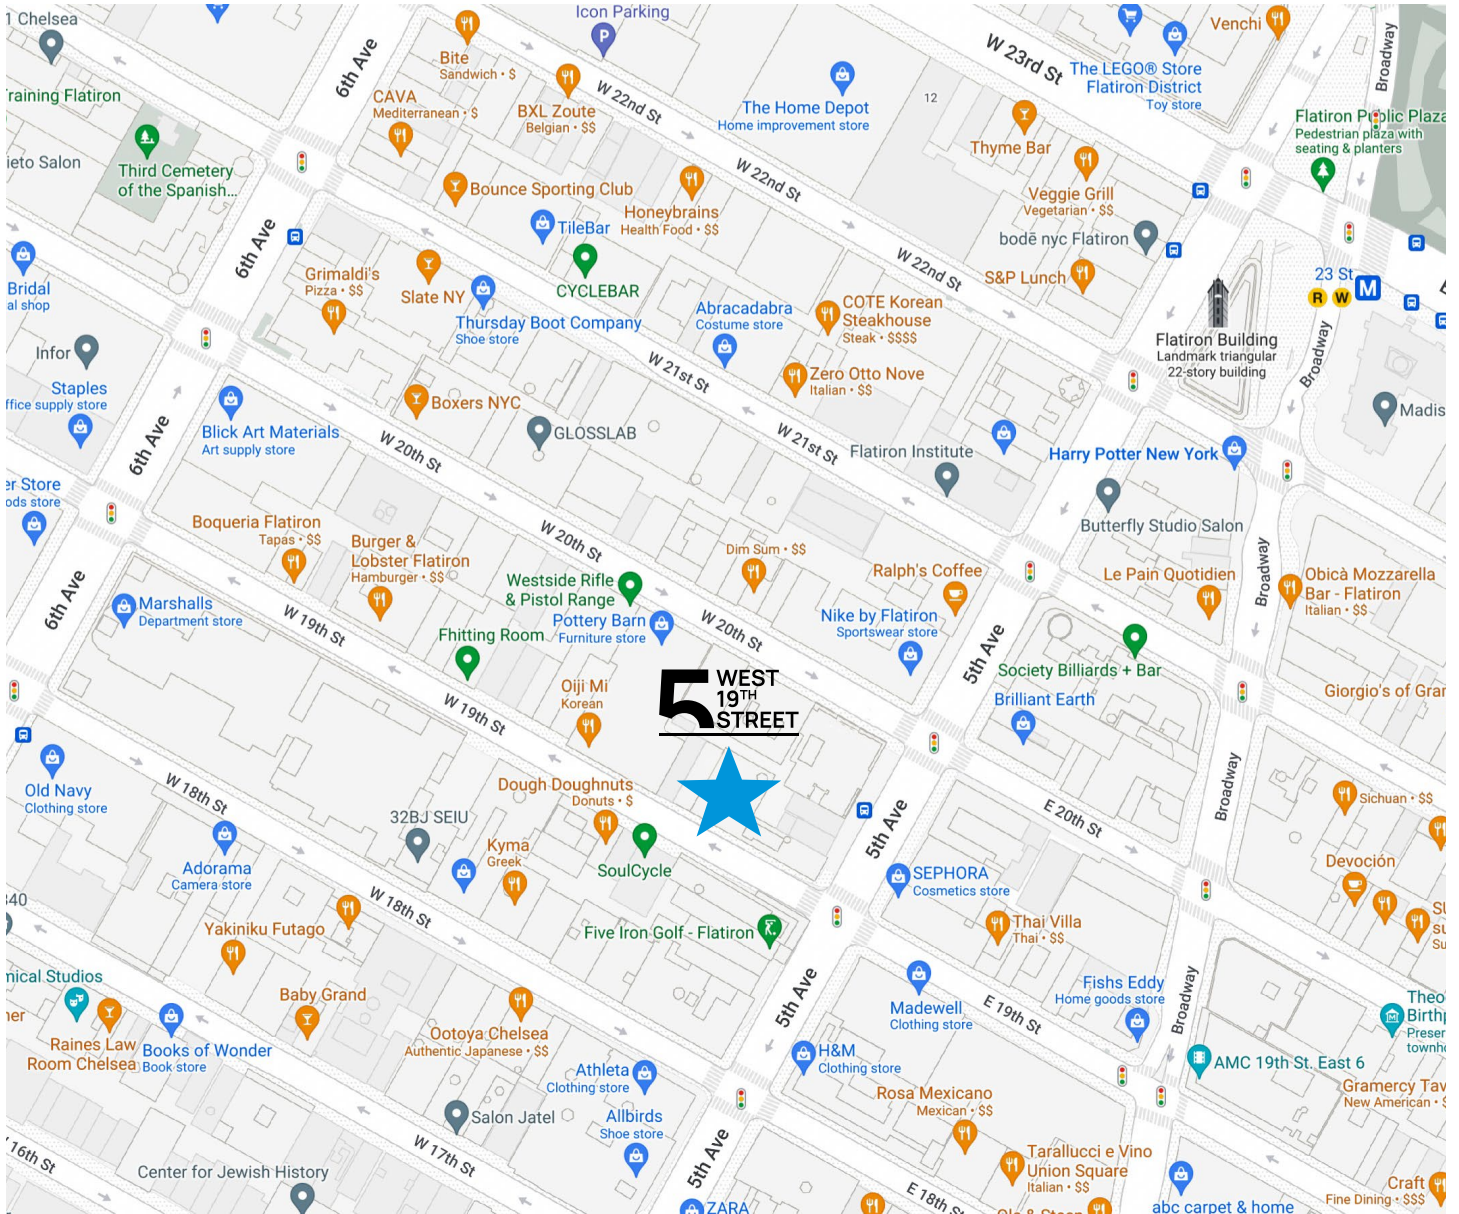 1 Chelsea
Training Flatiron
ieto Salon
Third Cemetery
of the Spanish...
6th Ave
Bite
Sandwich • $
Icon Parking
P
CAVA
Mediterranean • $
BXL Zoute
Belgian • $$
W 22nd St
The Home Depot
Home improvement store
12
W 23rd St
The LEGO® Store
Flatiron District
Toy store
Venchi
Broadway
Flatiron Public Plaza
Pedestrian plaza with
seating & planters
Thyme Bar
Veggie Grill
Vegetarian • $$
bodē nyc Flatiron
S&P Lunch
Bounce Sporting Club
Honeybrains
Health Food • $$
W 22nd St
TileBar
CYCLEBAR
W 22nd St
6th Ave
Bridal
al shop
Grimaldi's
Pizza • $$
Slate NY
Thursday Boot Company
Shoe store
Abracadabra
Costume store
COTE Korean
Steakhouse
Steak • $$$$
Zero Otto Nove
Italian • $$
23 St
R W
M
Flatiron Building
Landmark triangular
22-story building
Broadway
Madis
Infor
Staples
ffice supply store
W 21st St
Boxers NYC
GLOSSLAB
Blick Art Materials
Art supply store
6th Ave
W 20th St
W 21st St
Flatiron Institute
Harry Potter New York
Butterfly Studio Salon
er Store
ods store
Boqueria Flatiron
Tapas • $$
Burger &
Lobster Flatiron
Hamburger • $$
W 20th St
Dim Sum • $$
Ralph's Coffee
Le Pain Quotidien
Broadway
Obicà Mozzarella
Bar - Flatiron
Italian • $$
Westside Rifle
& Pistol Range
Pottery Barn
Furniture store
W 20th St
Nike by Flatiron
Sportswear store
6th Ave
Marshalls
Department store
W 19th St
Fhitting Room
5th Ave
Society Billiards + Bar
Brilliant Earth
Giorgio's of Gran
Oiji Mi
Korean
5 WEST
19TH
STREET
W 19th St
Old Navy
Clothing store
W 18th St
Dough Doughnuts
Donuts • $
32BJ SEIU
Kyma
Greek
SoulCycle
5th Ave
E 20th St
Broadway
Sichuan • $$
Devoción
SEPHORA
Cosmetics store
Adorama
Camera store
W 18th St
Five Iron Golf - Flatiron
Thai Villa
Thai • $$
340
Yakiniku Futago
mical Studios
ner
Raines Law
Room Chelsea
Books of Wonder
Book store
Baby Grand
Ootoya Chelsea
Authentic Japanese • $$
5th Ave
Madewell
Clothing store
E 19th St
Fishs Eddy
Home goods store
Broadway
AMC 19th St. East 6
Theo
Birthp
Preser
townho
Gramercy Tav
New American • $
H&M
Clothing store
Athleta
Clothing store
Allbirds
Shoe store
Rosa Mexicano
Mexican • $$
Tarallucci e Vino
Union Square
Italian • $$
Salon Jatel
W 17th St
16th St
Center for Jewish History
5th Ave
ZARA
E 18th St
abc carpet & home
Craft
Fine Dining • $$$